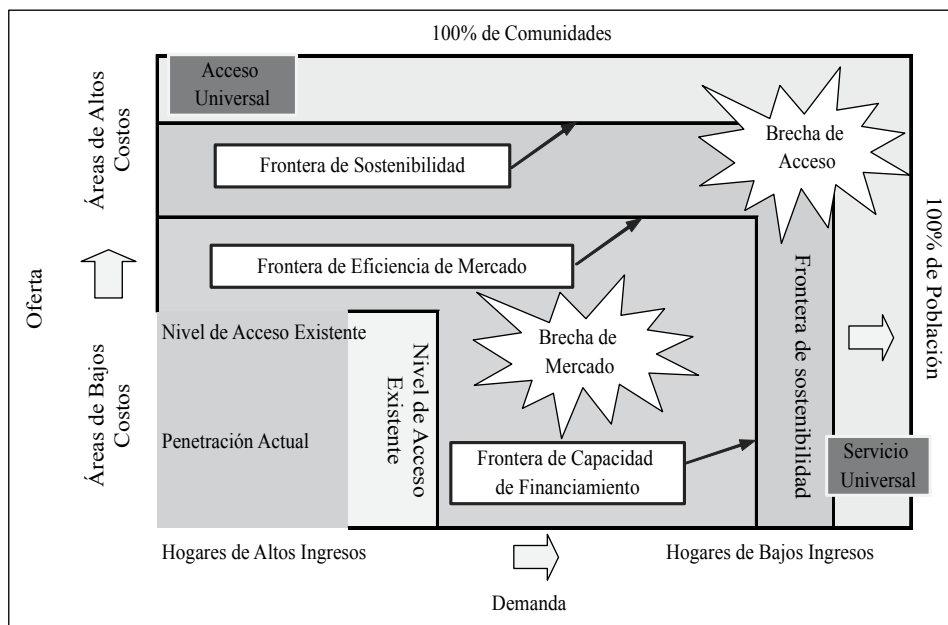 100% de Comunidades
Acceso
Universal
Áreas de Altos
Costos
Brecha de
Acceso
Frontera de Sostenibilidad
100% de Población
Frontera de Eficiencia de Mercado
Oferta
Frontera de sostenibilidad
Nivel de Acceso Existente
Brecha de
Mercado
Nivel de Acceso
Existente
Áreas de Bajos
Costos
Penetración Actual
Frontera de Capacidad
de Financiamiento
Servicio
Universal
Hogares de Altos Ingresos
Hogares de Bajos Ingresos
Demanda